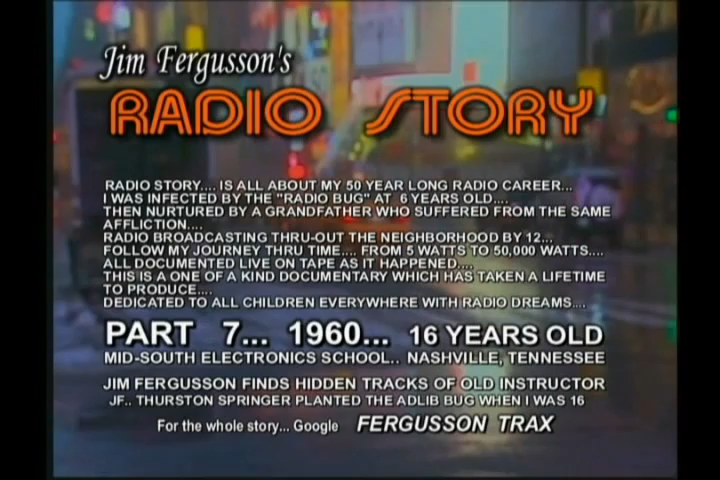 Jim Fergusson's
RADIO STORY
RADIO STORY.... IS ALL ABOUT MY 50 YEAR LONG RADIO CAREER...
I WAS INFECTED BY THE "RADIO BUG" AT 6 YEARS OLD....
THEN NURTURED BY A GRANDFATHER WHO SUFFERED FROM THE SAME
AFFLICTION....
RADIO BROADCASTING THRU-OUT THE NEIGHBORHOOD BY 12...
FOLLOW MY JOURNEY THRU TIME.... FROM 5 WATTS TO 50,000 WATTS....
ALL DOCUMENTED LIVE ON TAPE AS IT HAPPENED....
THIS IS A ONE OF A KIND DOCUMENTARY WHICH HAS TAKEN A LIFETIME
TO PRODUCE....
DEDICATED TO ALL CHILDREN EVERYWHERE WITH RADIO DREAMS....
PART 7... 1960... 16 YEARS OLD
MID-SOUTH ELECTRONICS SCHOOL.. NASHVILLE, TENNESSEE
JIM FERGUSSON FINDS HIDDEN TRACKS OF OLD INSTRUCTOR
JF.. THURSTON SPRINGER PLANTED THE ADLIB BUG WHEN I WAS 16
For the whole story... Google FERGUSSON TRAX